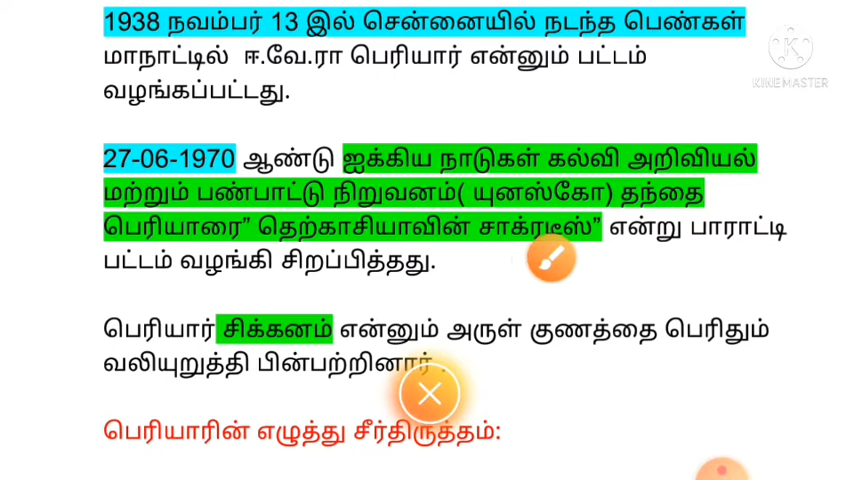 1938 நவம்பர் 13 இல் சென்னையில் நடந்த பெண்கள்
மாநாட்டில் ஈ.வே.ரா பெரியார் என்னும் பட்டம்
வழங்கப்பட்டது.
27-06-1970 ஆண்டு ஐக்கிய நாடுகள் கல்வி அறிவியல்
மற்றும் பண்பாட்டு நிறுவனம்( யுனஸ்கோ) தந்தை
பெரியாரை” தெற்காசியாவின் சாக்ரடீஸ்” என்று பாராட்டி
பட்டம் வழங்கி சிறப்பித்தது.
பெரியார் சிக்கனம் என்னும் அருள் குணத்தை பெரிதும்
வலியுறுத்தி பின்பற்றினார் .
பெரியாரின் எழுத்து சீர்திருத்தம்:
KINEMASTER